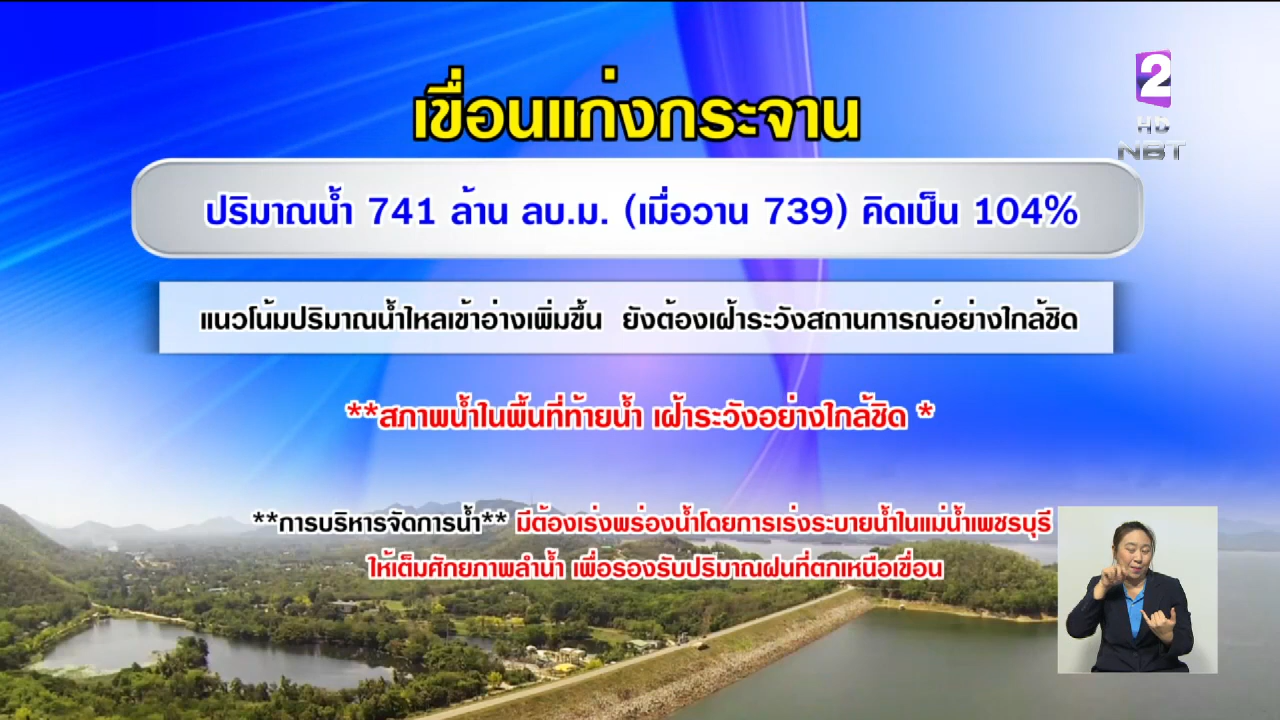 เขื่อนแก่งกระจาน
2
HD
NBT
ปริมาณน้ำ 741 ล้าน ลบ.ม. (เมื่อวาน 739) คิดเป็น 104%
แนวโน้มปริมาณน้ำไหลเข้าอ่างเพิ่มขึ้น ยังต้องเฝ้าระวังสถานการณ์อย่างใกล้ชิด
**สภาพน้ำในพื้นที่ท้ายน้ำ เฝ้าระวังอย่างใกล้ชิด *
**การบริหารจัดการน้ำ** มีต้องเร่งพร่องน้ำโดยการเร่งระบายน้ำในแม่น้ำเพชรบุรี
ให้เต็มศักยภาพลำน้ำ เพื่อรองรับปริมาณฝนที่ตกเหนือเขื่อน